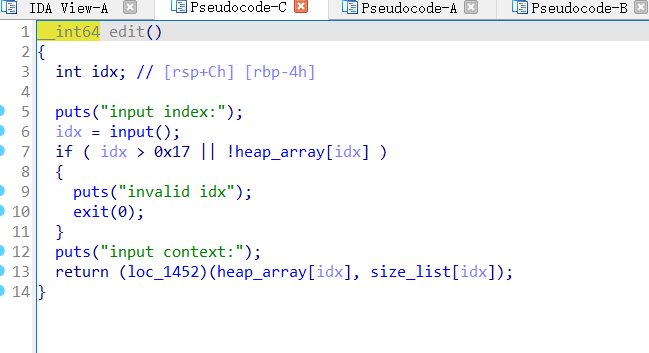 IDA View-A Pseudocode-C Pseudocode-A Pseudocode-B
1 __int64 edit()
2 {
3 int idx; // [rsp+Ch] [rbp-4h]
4
5 puts("input index:");
6 idx = input();
7 if ( idx > 0x17 || !heap_array[idx] )
8 {
9 puts("invalid idx");
10 exit(0);
11 }
12 puts("input context:");
13 return (loc_1452)(heap_array[idx], size_list[idx]);
14 }